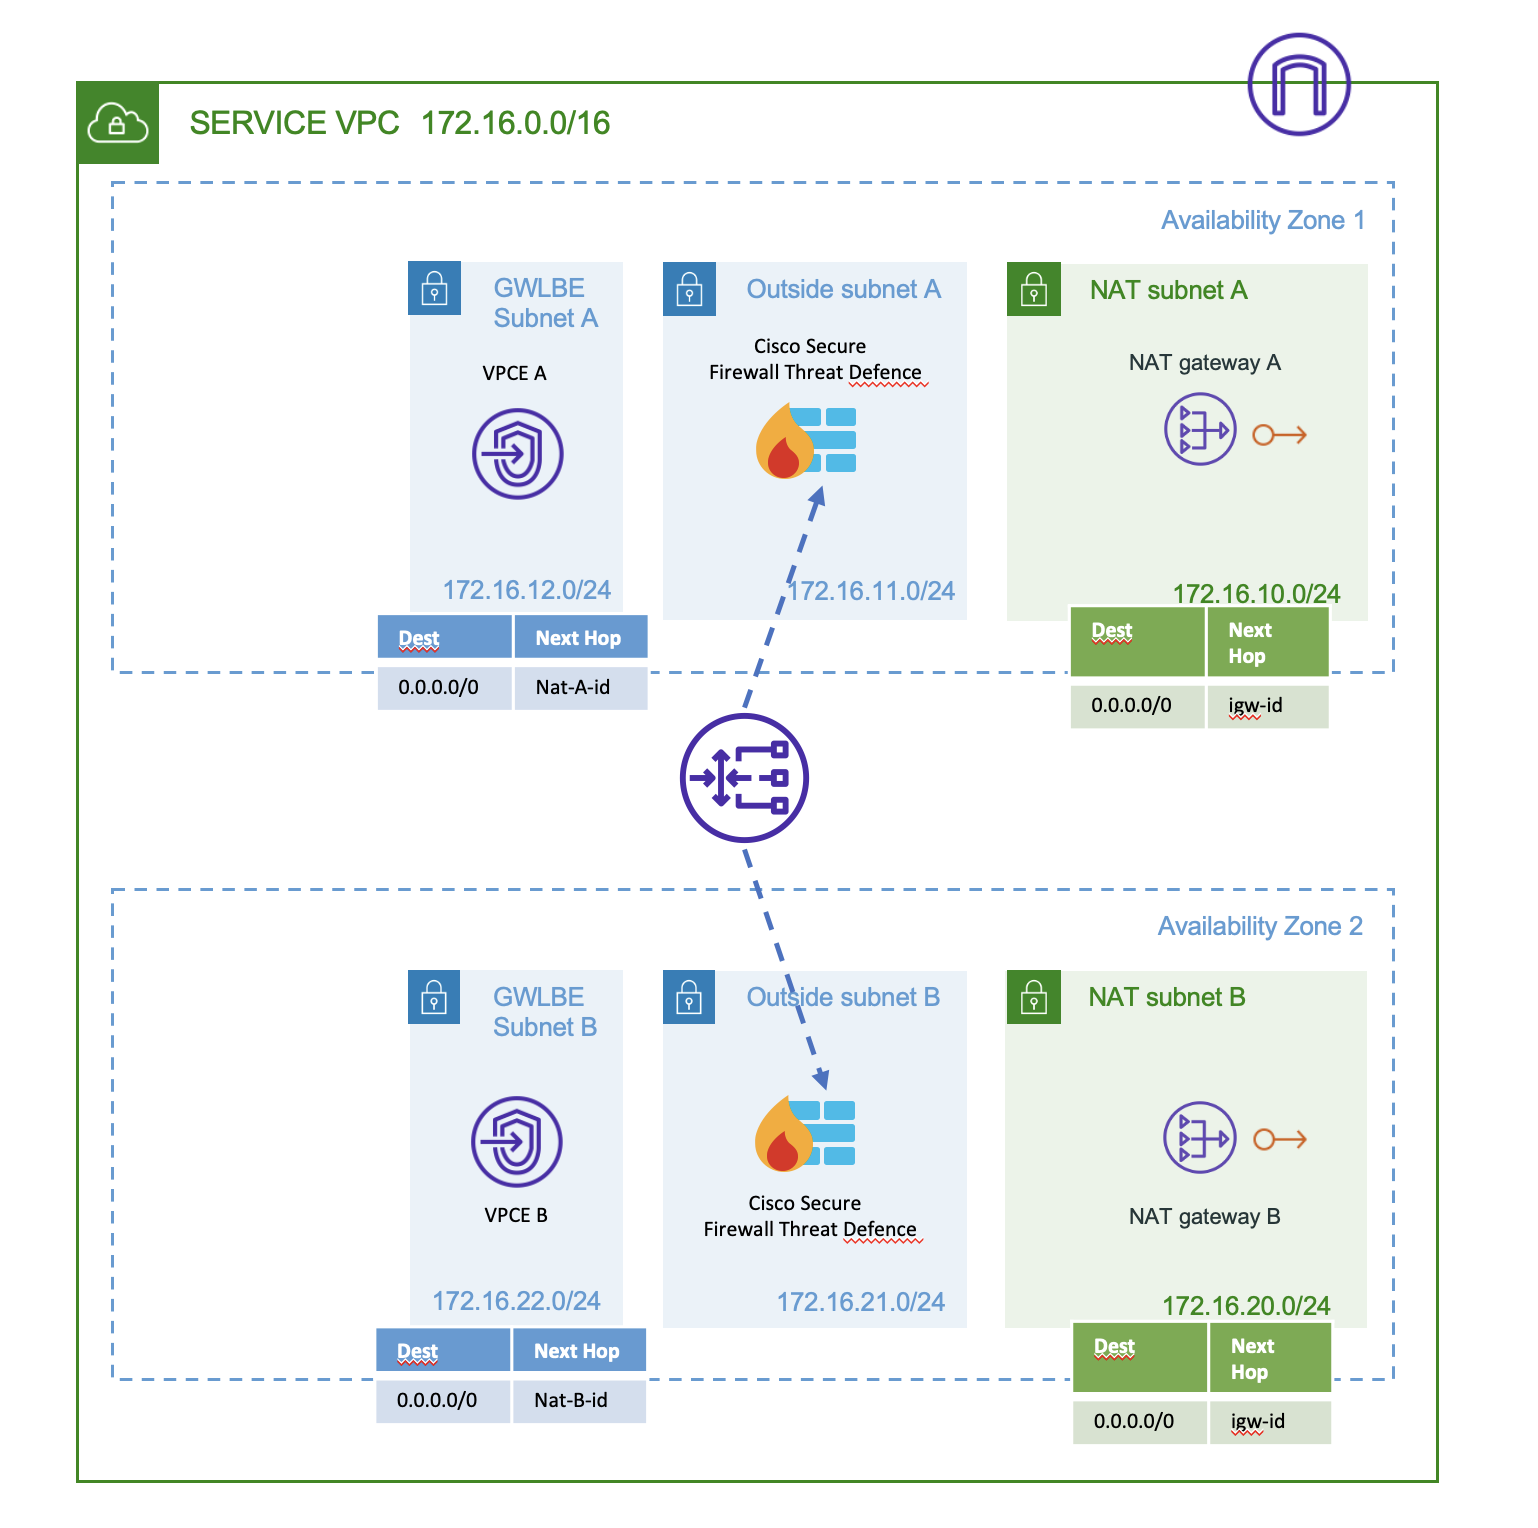 SERVICE VPC 172.16.0.0/16
Availability Zone 1
GWLBE
Subnet A
VPCE A
172.16.12.0/24
Outside subnet A
Cisco Secure
Firewall Threat Defence
172.16.11.0/24
NAT subnet A
NAT gateway A
172.16.10.0/24
Dest Next Hop
0.0.0.0/0 Nat-A-id
Dest Next
Hop
0.0.0.0/0 igw-id
Availability Zone 2
GWLBE
Subnet B
VPCE B
172.16.22.0/24
Outside subnet B
Cisco Secure
Firewall Threat Defence
172.16.21.0/24
NAT subnet B
NAT gateway B
172.16.20.0/24
Dest Next Hop
0.0.0.0/0 Nat-B-id
Dest Next
Hop
0.0.0.0/0 igw-id